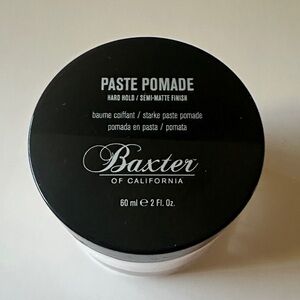 PASTE POMADE
HARD HOLD / SEMI-MATTE FINISH
baume coiffant / starke paste pomade
pomada en pasta / pomata
Baxter
OF CALIFORNIA
60 ml ℮ 2 Fl. Oz.